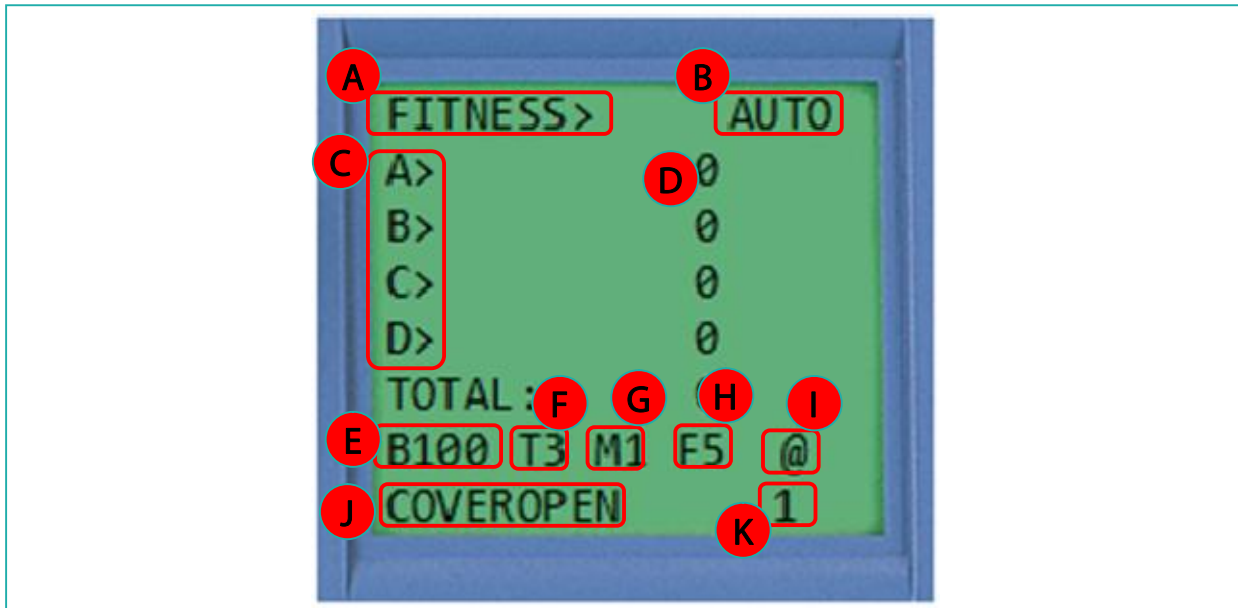 A B
FITNESS> AUTO
C A> D 0
B> 0
C> 0
D> 0
TOTAL: F G H I
E B100 T3 M1 F5 @
J COVEROPEN K 1